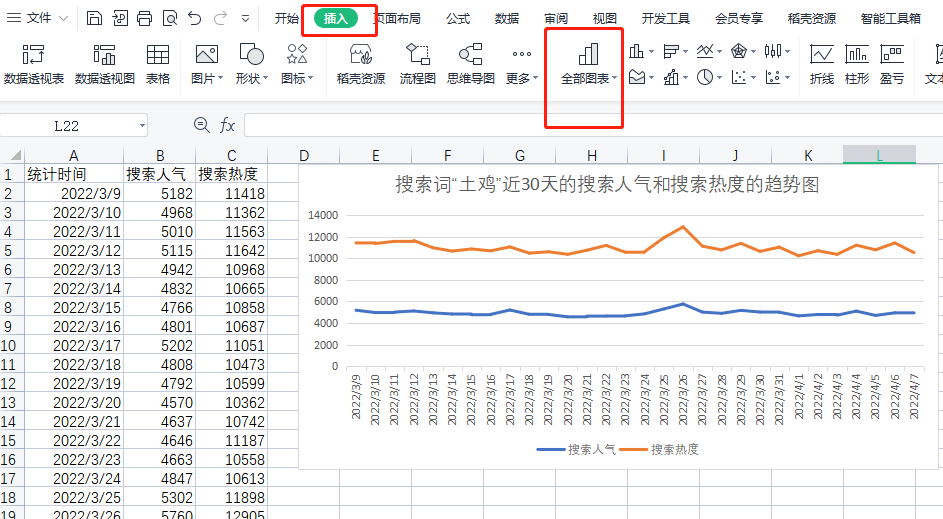 文件 开始 插入 页面布局 公式 数据 审阅 视图 开发工具 会员专享 稻壳资源 智能工具箱
数据透视表 数据透视图 表格 图片 形状 图标 稻壳资源 流程图 思维导图 更多 全部图表 折线 柱形 盈亏
L22 fx
A B C D E F G H I J K L
1 统计时间 搜索人气 搜索热度
2 2022/3/9 5182 11418
3 2022/3/10 4968 11362
4 2022/3/11 5010 11563
5 2022/3/12 5115 11642
6 2022/3/13 4942 10968
7 2022/3/14 4832 10665
8 2022/3/15 4766 10858
9 2022/3/16 4801 10687
10 2022/3/17 5202 11051
11 2022/3/18 4808 10473
12 2022/3/19 4792 10599
13 2022/3/20 4570 10362
14 2022/3/21 4637 10742
15 2022/3/22 4646 11187
16 2022/3/23 4663 10558
17 2022/3/24 4847 10613
18 2022/3/25 5302 11898
19 2022/3/26 5760 12905
搜索词“土鸡”近30天的搜索人气和搜索热度的趋势图
14000
12000
10000
8000
6000
4000
2000
0
2022/3/9 2022/3/10 2022/3/11 2022/3/12 2022/3/13 2022/3/14 2022/3/15 2022/3/16 2022/3/17 2022/3/18 2022/3/19 2022/3/20 2022/3/21 2022/3/22 2022/3/23 2022/3/24 2022/3/25 2022/3/26 2022/3/27 2022/3/28 2022/3/29 2022/3/30 2022/3/31 2022/4/1 2022/4/2 2022/4/3 2022/4/4 2022/4/5 2022/4/6 2022/4/7
搜索人气 搜索热度